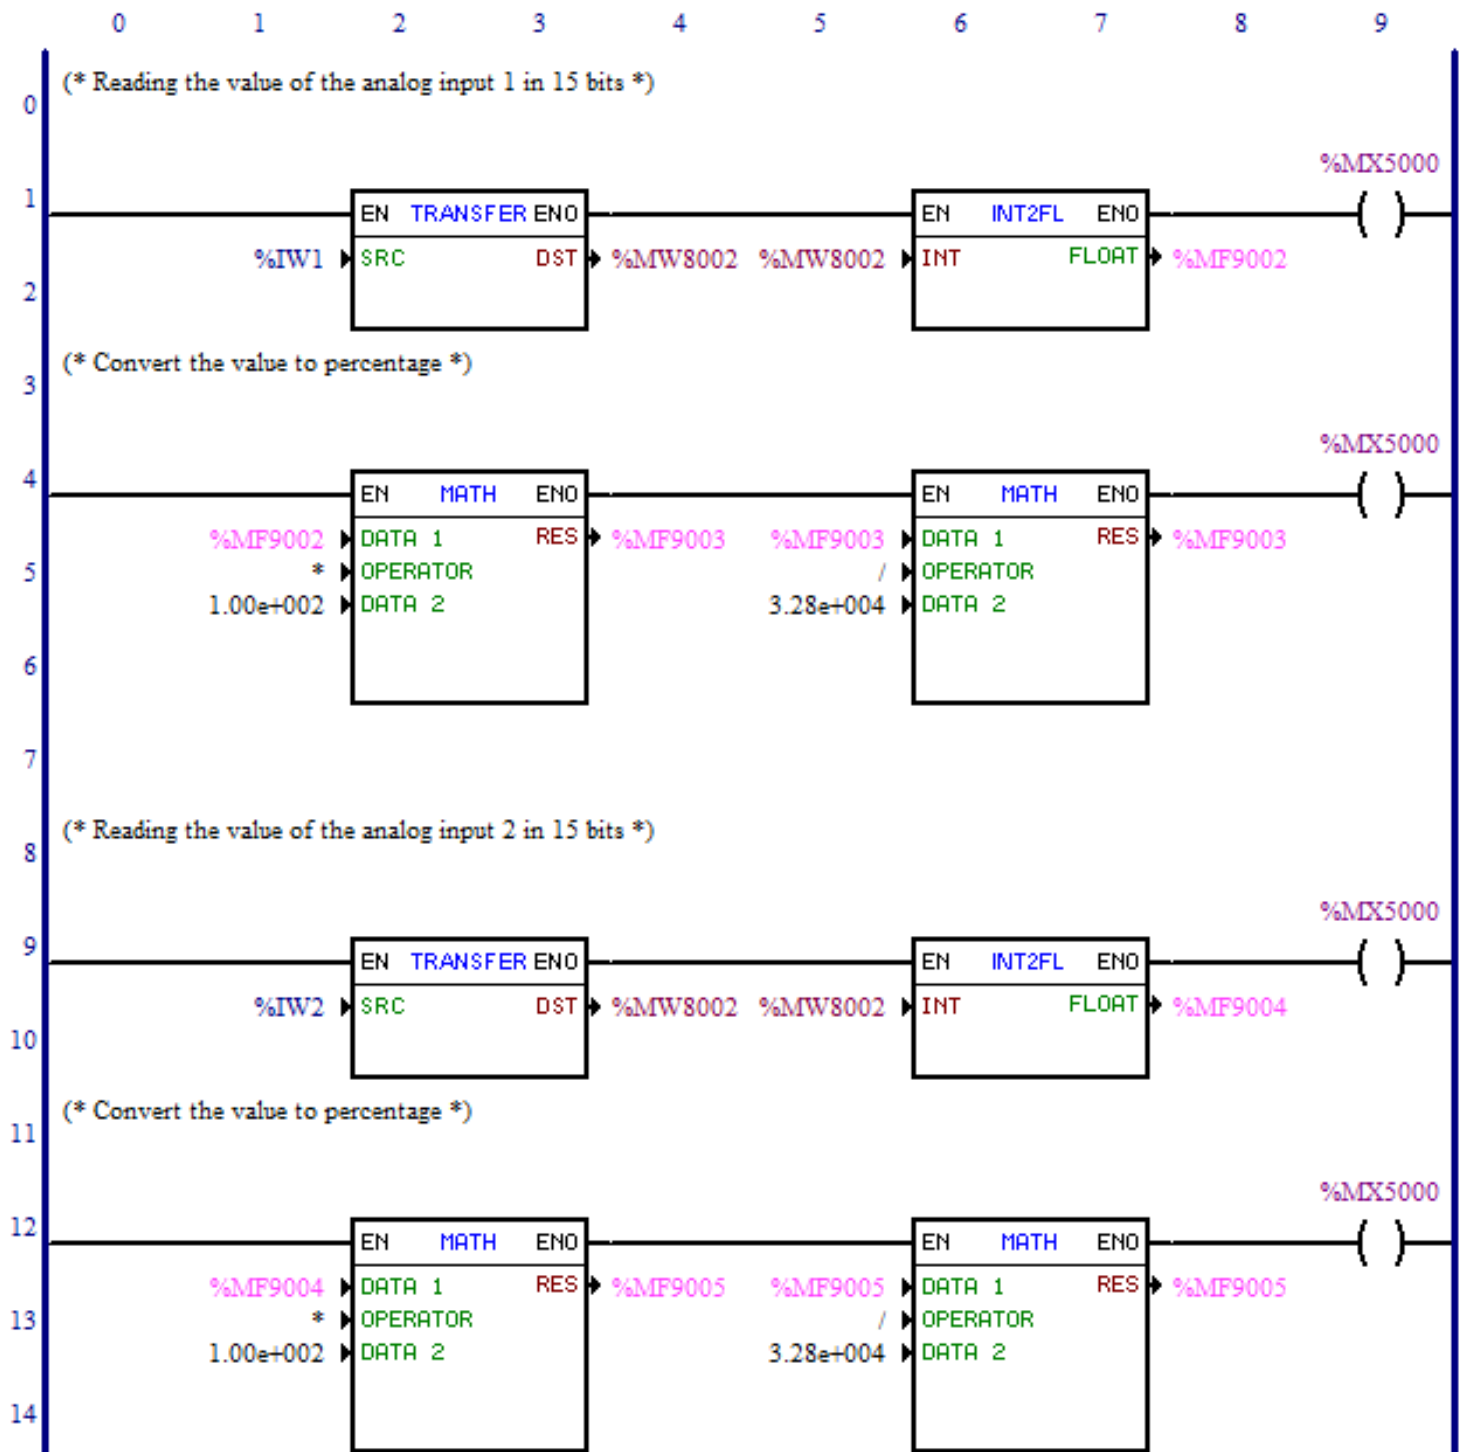 0 1 2 3 4 5 6 7 8 9
(* Reading the value of the analog input 1 in 15 bits *)
0
%MX5000
1
EN TRANSFER ENO EN INT2FL ENO ( )
%IW1 SRC DST %MW8002 %MW8002 INT FLOAT %MF9002
2
(* Convert the value to percentage *)
3
%MX5000
4
EN MATH ENO EN MATH ENO ( )
%MF9002 DATA 1 RES %MF9003 %MF9003 DATA 1 RES %MF9003
5 * OPERATOR / OPERATOR
1.00e+002 DATA 2 3.28e+004 DATA 2
6
7
(* Reading the value of the analog input 2 in 15 bits *)
8
%MX5000
9
EN TRANSFER ENO EN INT2FL ENO ( )
%IW2 SRC DST %MW8002 %MW8002 INT FLOAT %MF9004
10
(* Convert the value to percentage *)
11
%MX5000
12
EN MATH ENO EN MATH ENO ( )
%MF9004 DATA 1 RES %MF9005 %MF9005 DATA 1 RES %MF9005
13 * OPERATOR / OPERATOR
1.00e+002 DATA 2 3.28e+004 DATA 2
14